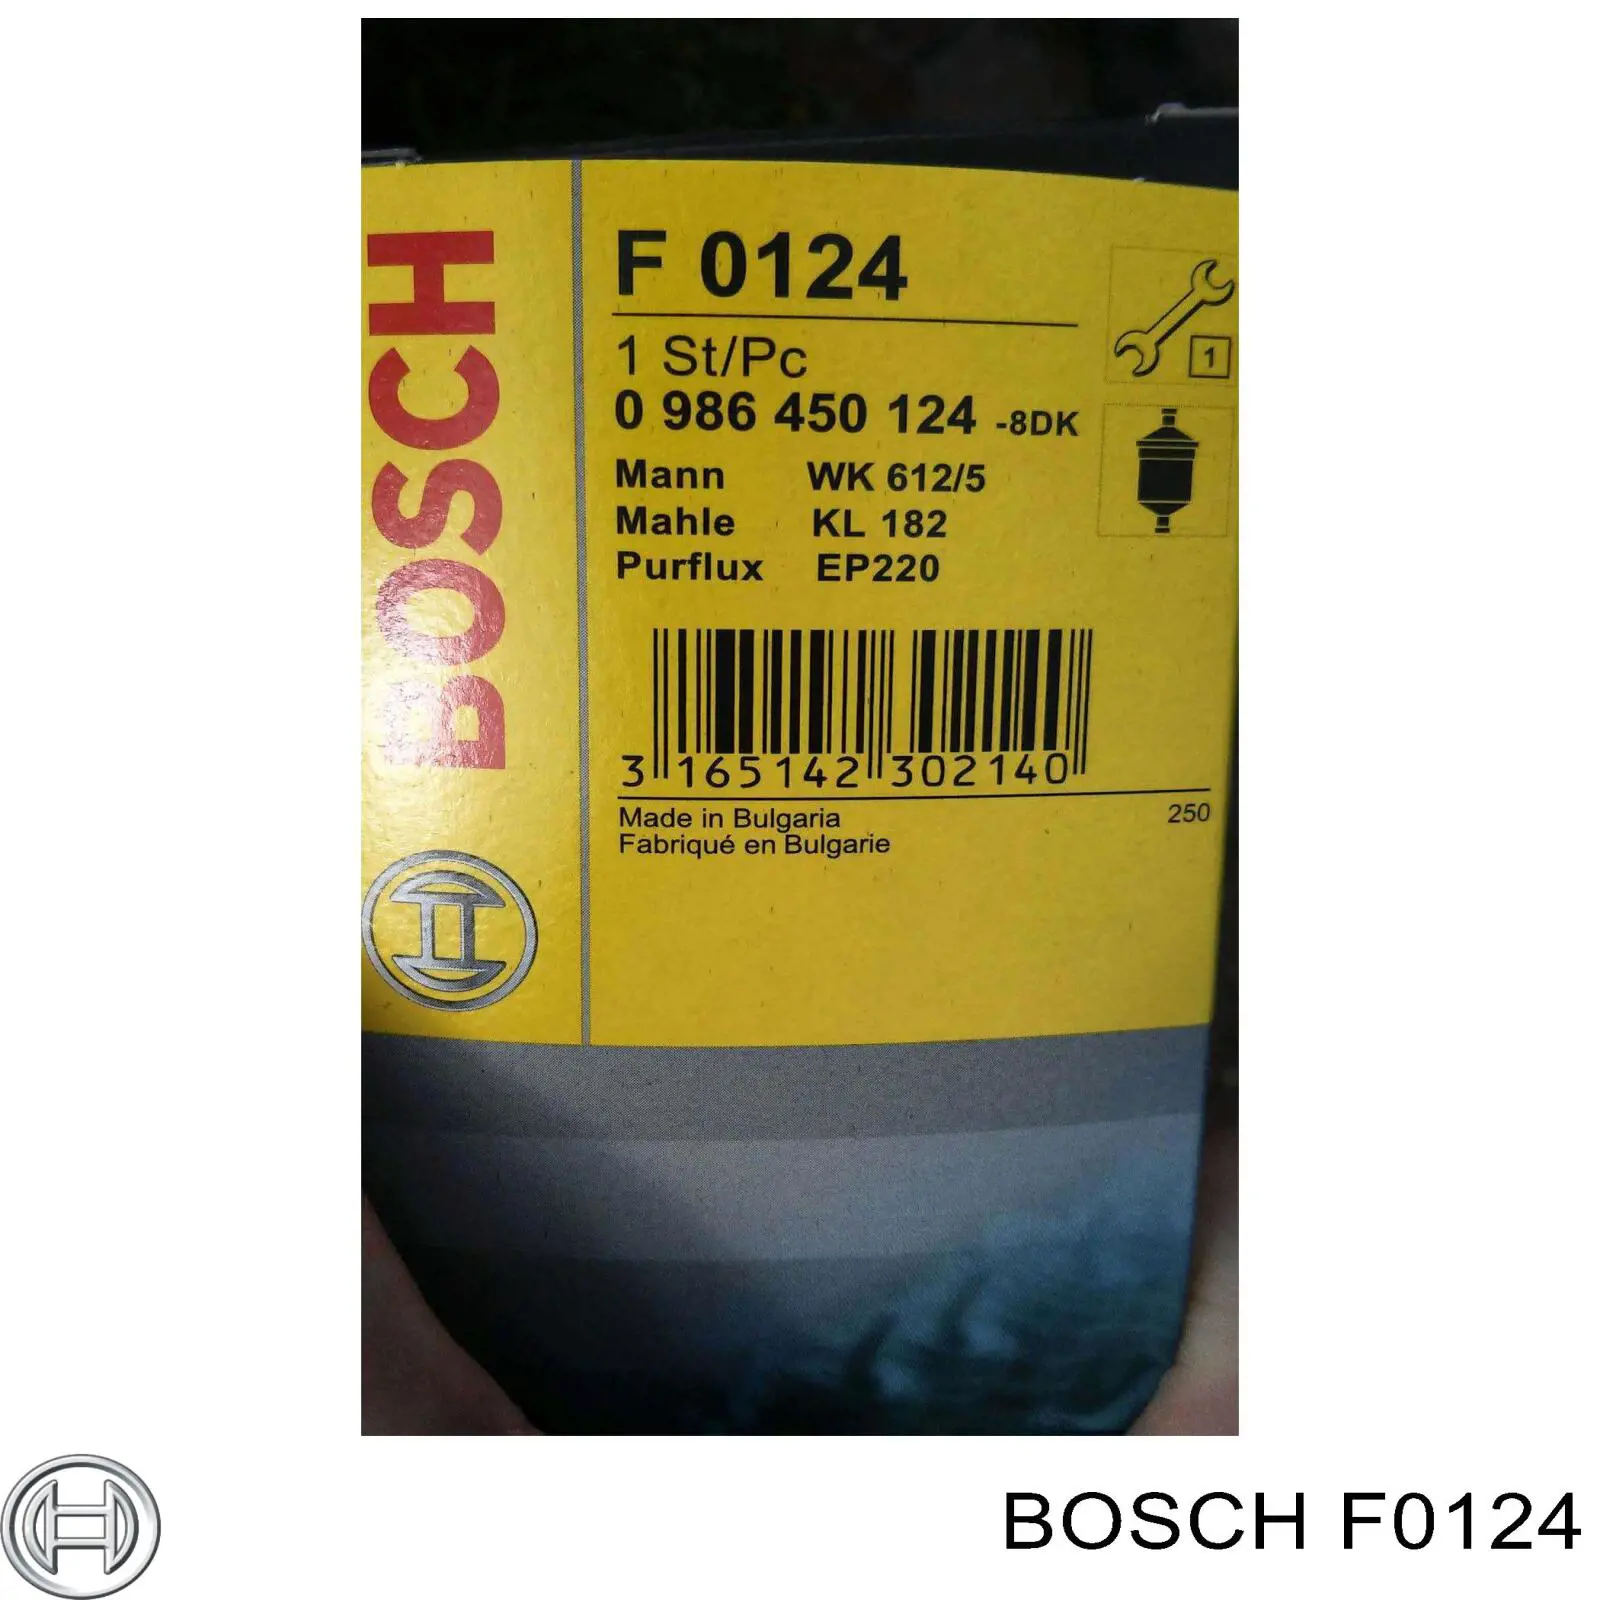 BOSCH
F 0124
1 St/Pc
0 986 450 124 -8DK
Mann WK 612/5
Mahle KL 182
Purflux EP220
1
3 165142 302140
Made in Bulgaria 250
Fabriqué en Bulgarie
BOSCH F0124